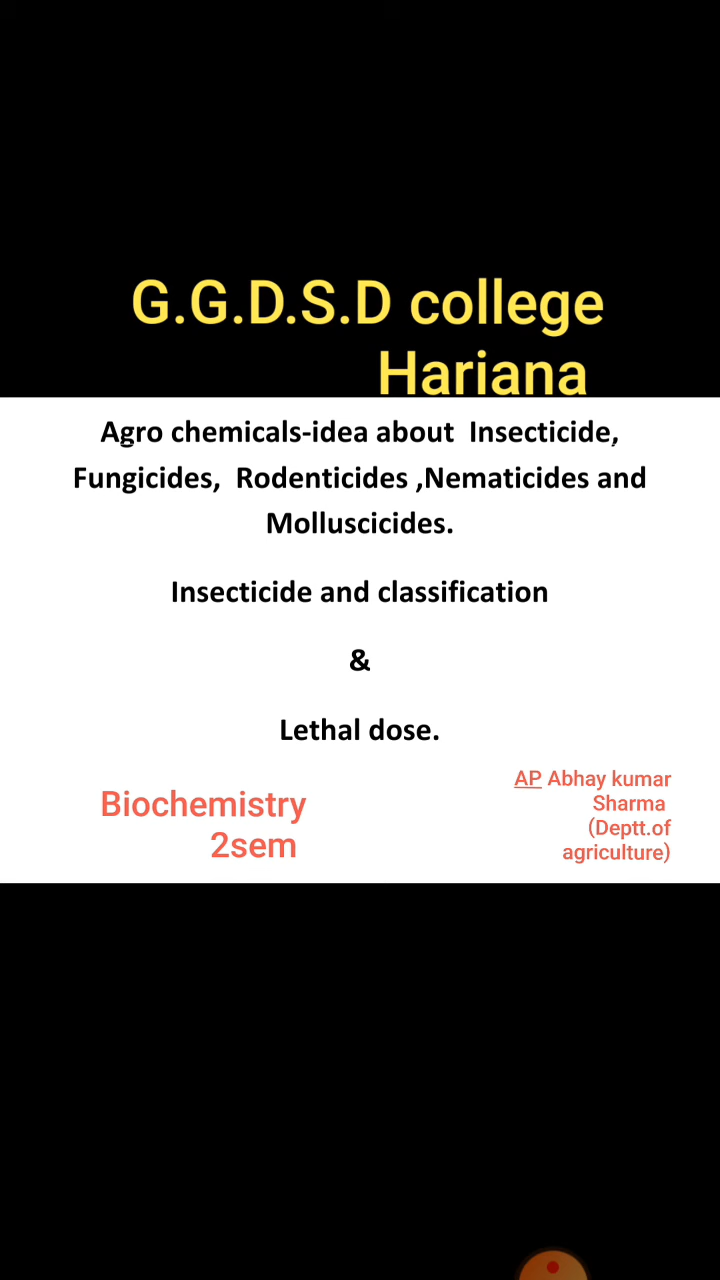 G.G.D.S.D college
Hariana
Agro chemicals-idea about  Insecticide,
Fungicides,  Rodenticides ,Nematicides and
Molluscicides.
Insecticide and classification
&
Lethal dose.
Biochemistry
2sem
AP Abhay kumar
Sharma
(Deptt.of
agriculture)